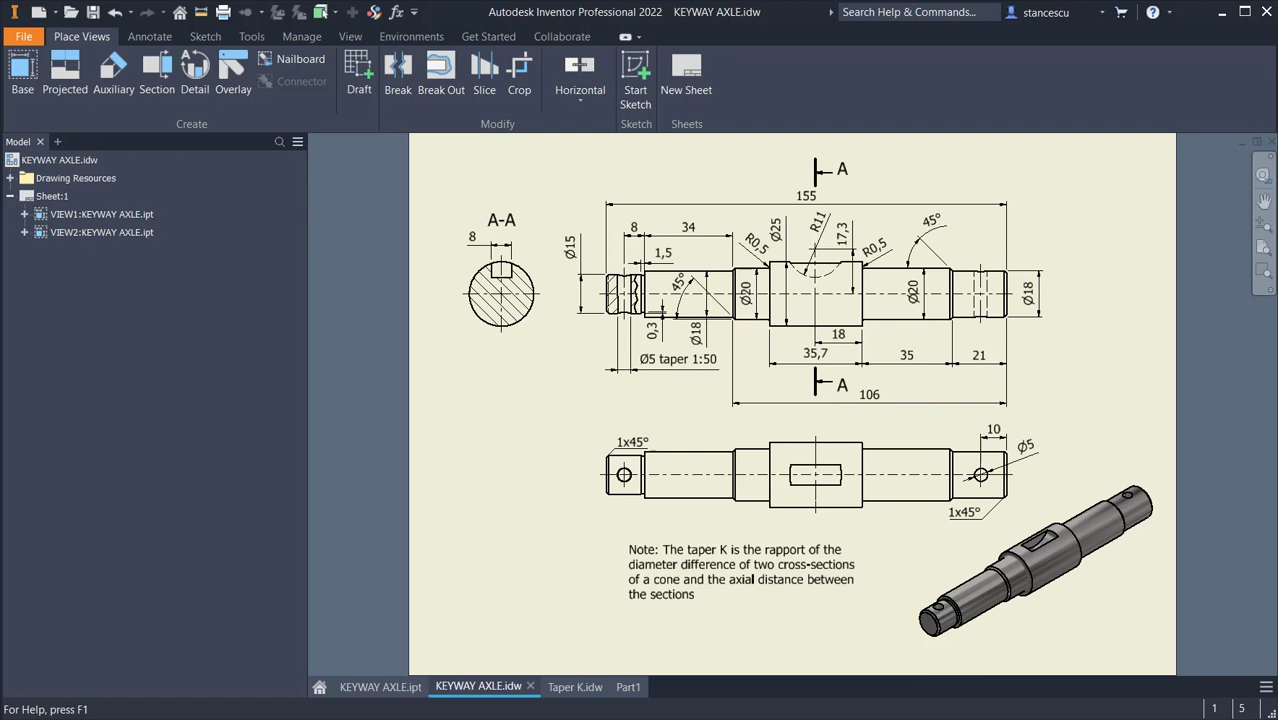 Autodesk Inventor Professional 2022 KEYWAY AXLE.idw
Search Help & Commands...
stancescu
File Place Views Annotate Sketch Tools Manage View Environments Get Started Collaborate
Base Projected Auxiliary Section Detail Overlay
Nailboard
Connector
Draft
Break Break Out Slice Crop
Horizontal
Start Sketch
New Sheet
Create Modify Sketch Sheets
Model
KEYWAY AXLE.idw
Drawing Resources
Sheet:1
VIEW1:KEYWAY AXLE.ipt
VIEW2:KEYWAY AXLE.ipt
A-A
8
A
155
8
34
1,5
Ø15
R0,5
Ø25
R11
17,3
R0,5
45°
45°
Ø20
Ø20
Ø18
0,3
Ø18
18
Ø5 taper 1:50
35,7
35
21
A
106
1x45°
10
Ø5
1x45°
Note: The taper K is the rapport of the
diameter difference of two cross-sections
of a cone and the axial distance between
the sections
KEYWAY AXLE.ipt KEYWAY AXLE.idw Taper K.idw Part1
For Help, press F1
1 5